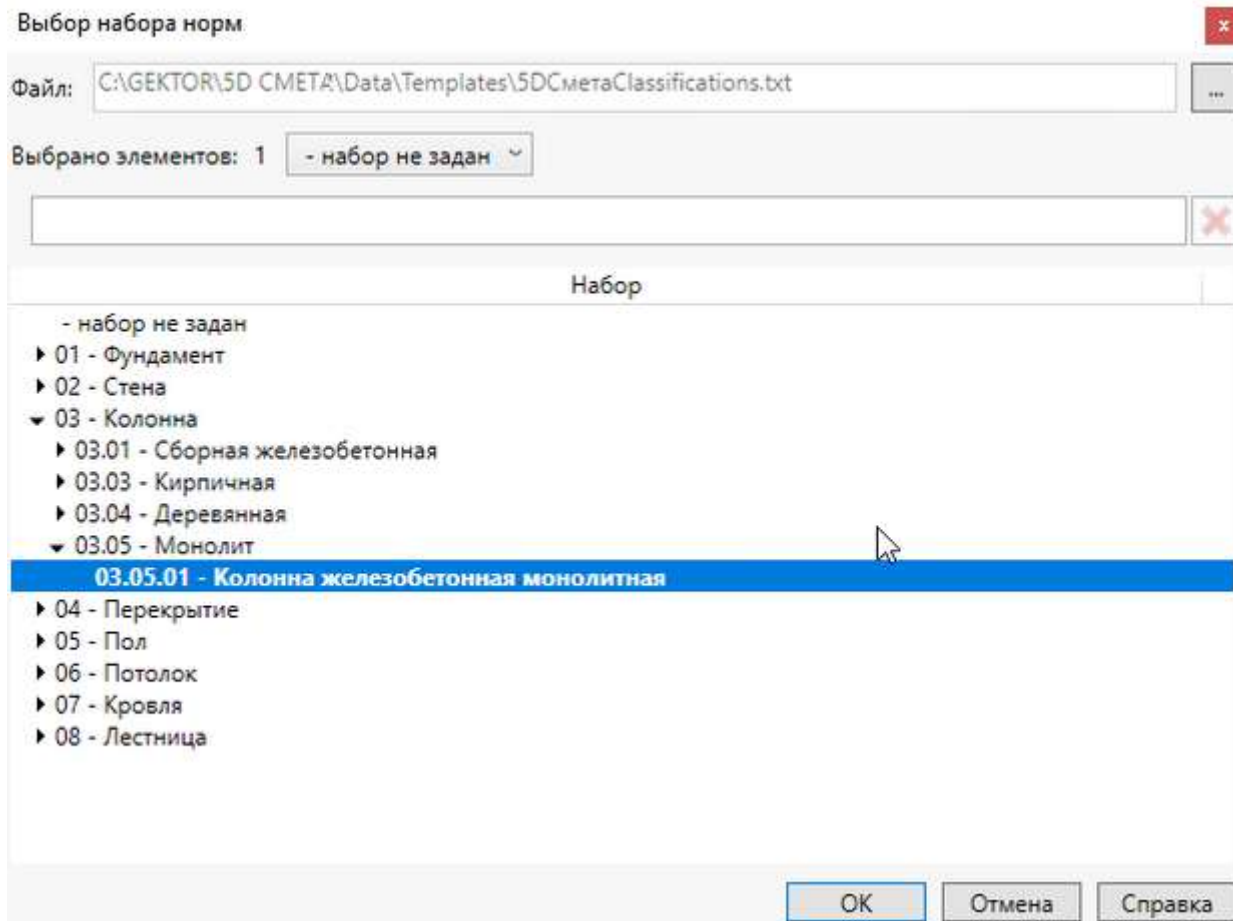 Выбор набора норм
x
Файл: C:\GEKTOR\5D СМЕТА\Data\Templates\5DСметаClassifications.txt ...
Выбрано элементов: 1 - набор не задан
Набор
- набор не задан
01 - Фундамент
02 - Стена
03 - Колонна
03.01 - Сборная железобетонная
03.03 - Кирпичная
03.04 - Деревянная
03.05 - Монолит
03.05.01 - Колонна железобетонная монолитная
04 - Перекрытие
05 - Пол
06 - Потолок
07 - Кровля
08 - Лестница
OK Отмена Справка